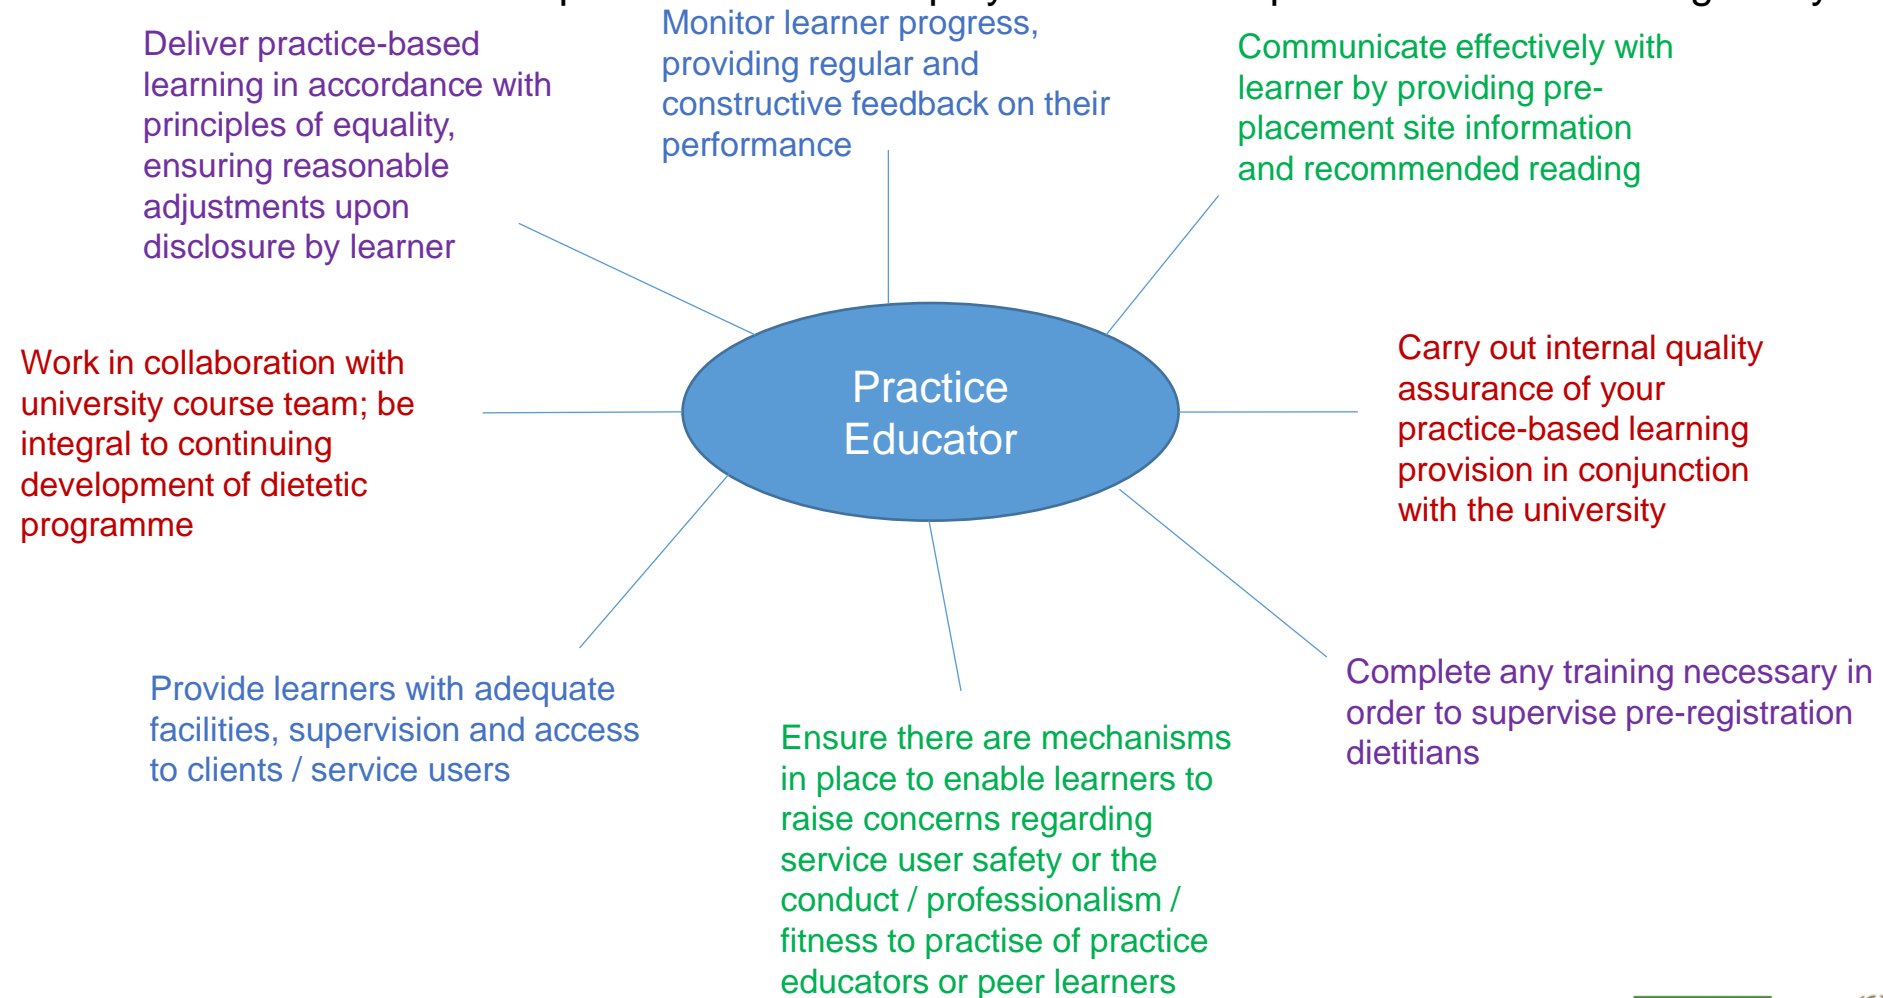 Deliver practice-based
learning in accordance with
principles of equality,
ensuring reasonable
adjustments upon
disclosure by learner
Monitor learner progress,
providing regular and
constructive feedback on their
performance
Communicate effectively with
learner by providing pre-
placement site information
and recommended reading
Work in collaboration with
university course team; be
integral to continuing
development of dietetic
programme
Practice
Educator
Carry out internal quality
assurance of your
practice-based learning
provision in conjunction
with the university
Provide learners with adequate
facilities, supervision and access
to clients / service users
Ensure there are mechanisms
in place to enable learners to
raise concerns regarding
service user safety or the
conduct / professionalism /
fitness to practise of practice
educators or peer learners
Complete any training necessary in
order to supervise pre-registration
dietitians